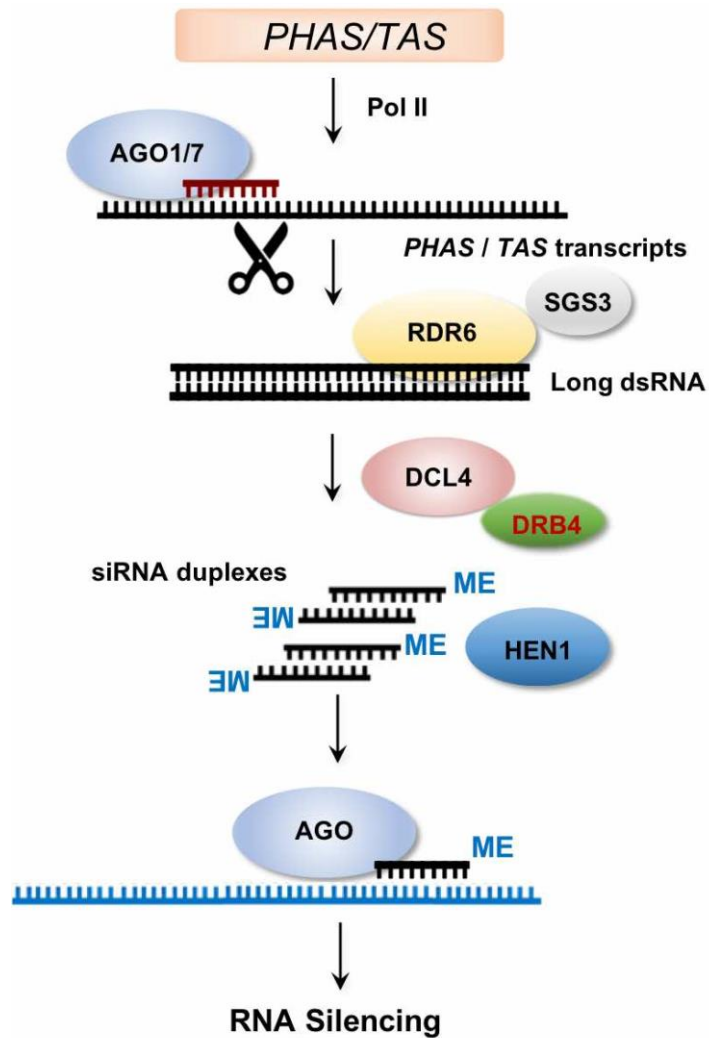 PHAS/TAS
Pol II
AGO1/7
PHAS / TAS transcripts
SGS3
RDR6
Long dsRNA
DCL4
DRB4
siRNA duplexes
ME
ME
ME
HEN1
ME
AGO
ME
RNA Silencing